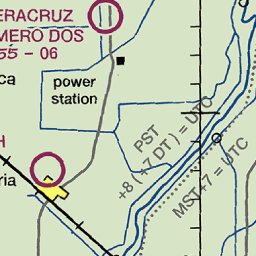 ERACRUZ
MERO DOS
55 - 06
ca
power
station
PST
+8 (+7 DT) = UTC
MST+7 = UTC
H
ria